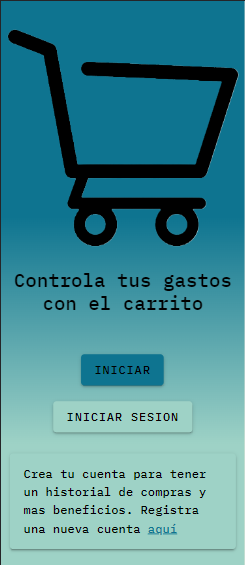 Controla tus gastos
con el carrito
INICIAR
INICIAR SESION
Crea tu cuenta para tener
un historial de compras y
mas beneficios. Registra
una nueva cuenta aquí